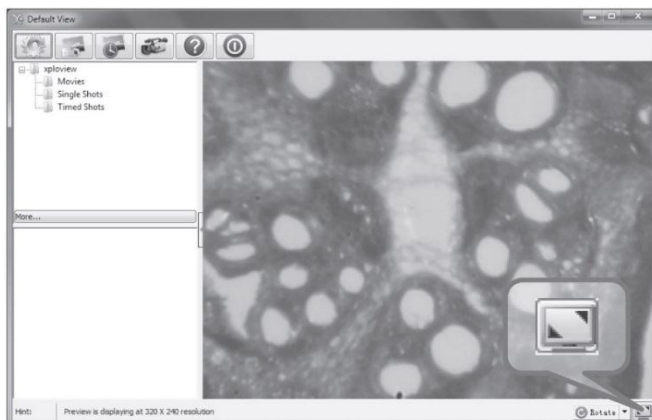 Default View
xploview
Movies
Single Shots
Timed Shots
More...
Hint: Preview is displaying at 320 X 240 resolution
Rotate